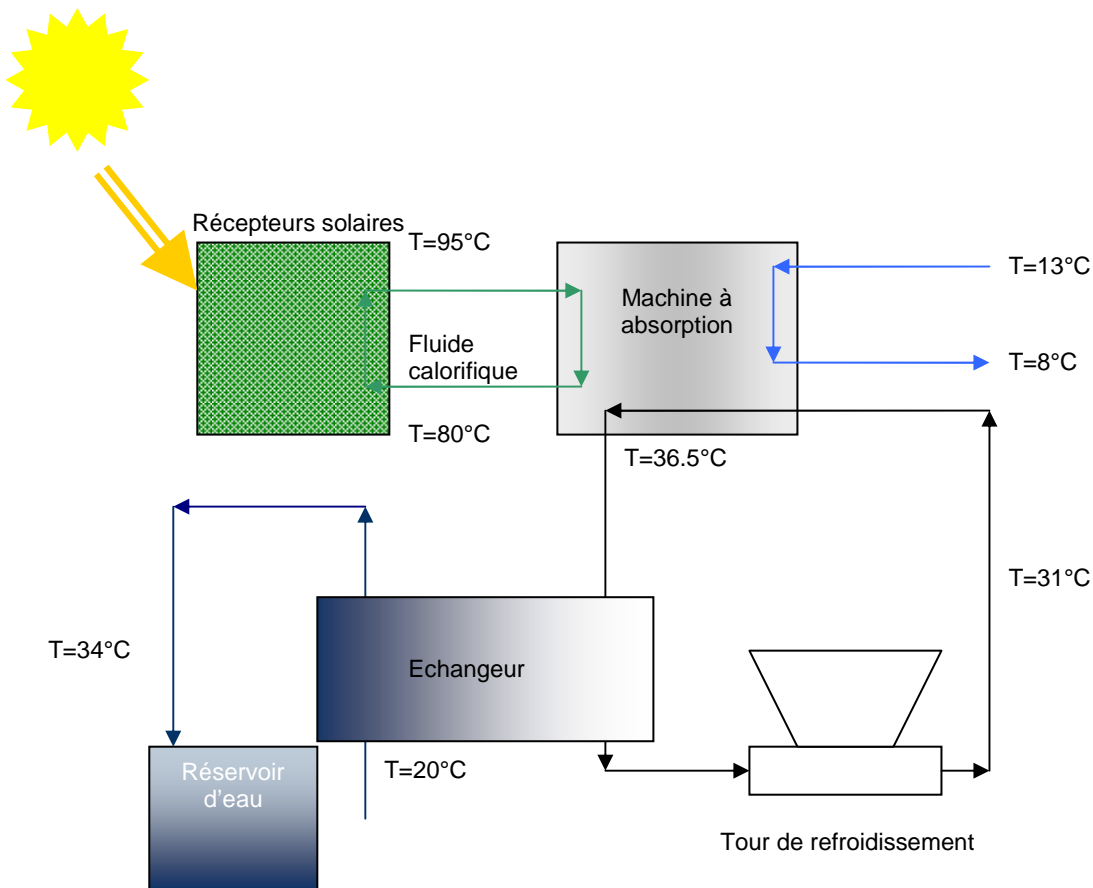 Récepteurs solaires
T=95°C
Machine à
absorption
T=13°C
Fluide
calorifique
T=8°C
T=80°C
T=36.5°C
T=31°C
T=34°C
Echangeur
Réservoir
d'eau
T=20°C
Tour de refroidissement